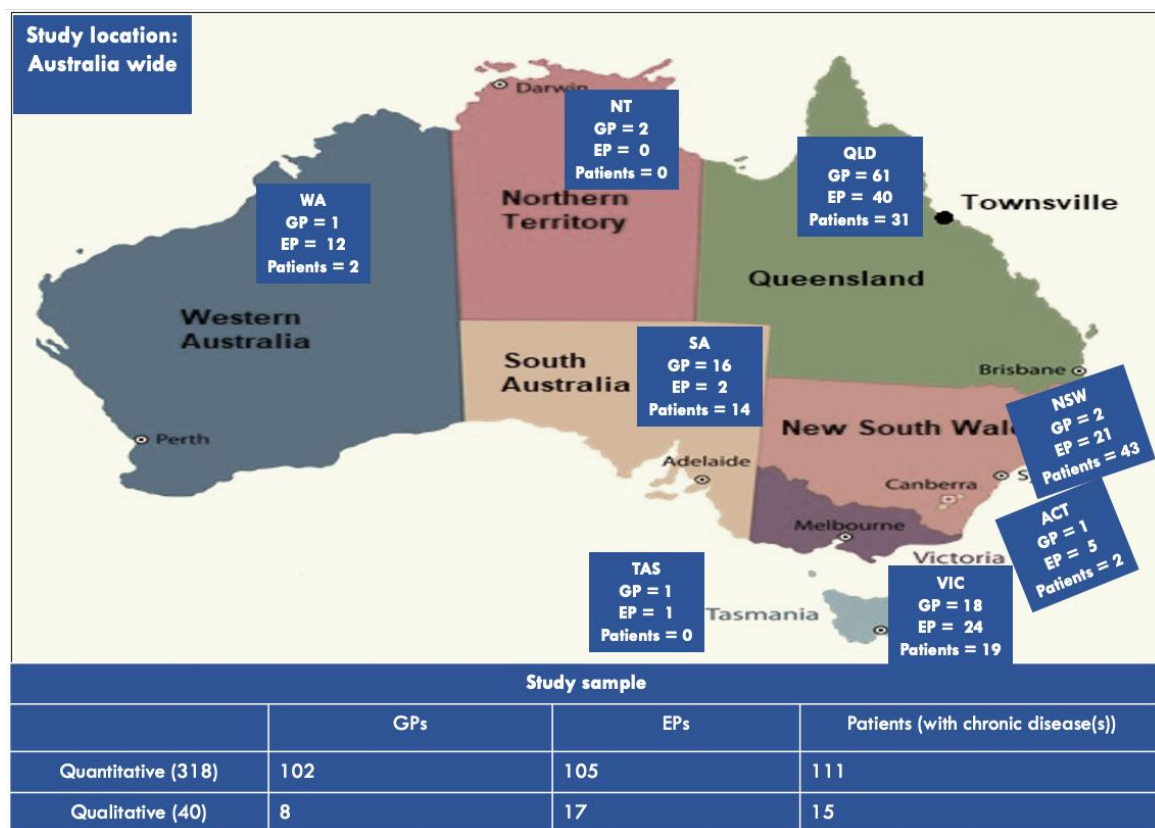 Study location:
Australia wide
Darwin
NT
GP = 2
EP = 0
Patients = 0
QLD
GP = 61
EP = 40
Patients = 31
Townsville
WA
GP = 1
EP = 12
Patients = 2
Northern
Territory
Queensland
Western
Australia
South
Australia
SA
GP = 16
EP = 2
Patients = 14
Brisbane
NSW
GP = 2
EP = 21
Patients = 43
New South Wal
Perth
Adelaide
Canberra
S
ACT
GP = 1
EP = 5
Patients = 2
Melbourne
Victoria
TAS
GP = 1
EP = 1
Patients = 0
Tasmania
VIC
GP = 18
EP = 24
Patients = 19
Study sample
GPs EPs Patients (with chronic disease(s))
Quantitative (318) 102 105 111
Qualitative (40) 8 17 15